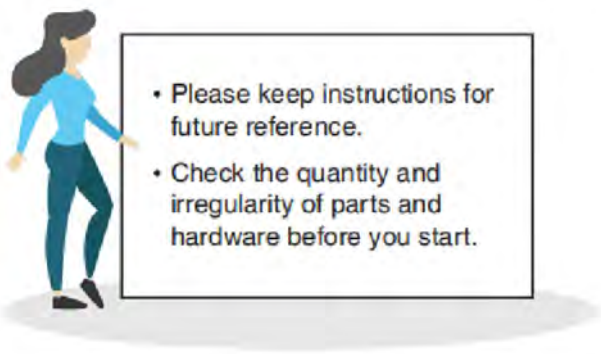 • Please keep instructions for
future reference.
• Check the quantity and
irregularity of parts and
hardware before you start.